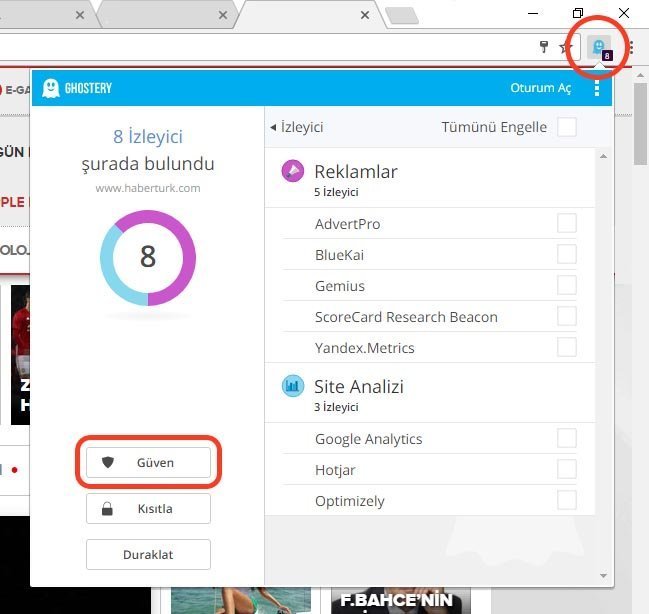 8
E-GA
GHOSTERY
Oturum Aç
8 İzleyici
şurada bulundu
www.haberturk.com
8
Güven
Kısıtla
Duraklat
İzleyici
Tümünü Engelle
Reklamlar
5 İzleyici
AdvertPro
BlueKai
Gemius
ScoreCard Research Beacon
Yandex.Metrics
Site Analizi
3 İzleyici
Google Analytics
Hotjar
Optimizely
GÜN
PLE
OLOJ
Z
H
F.BAHCE'NİN